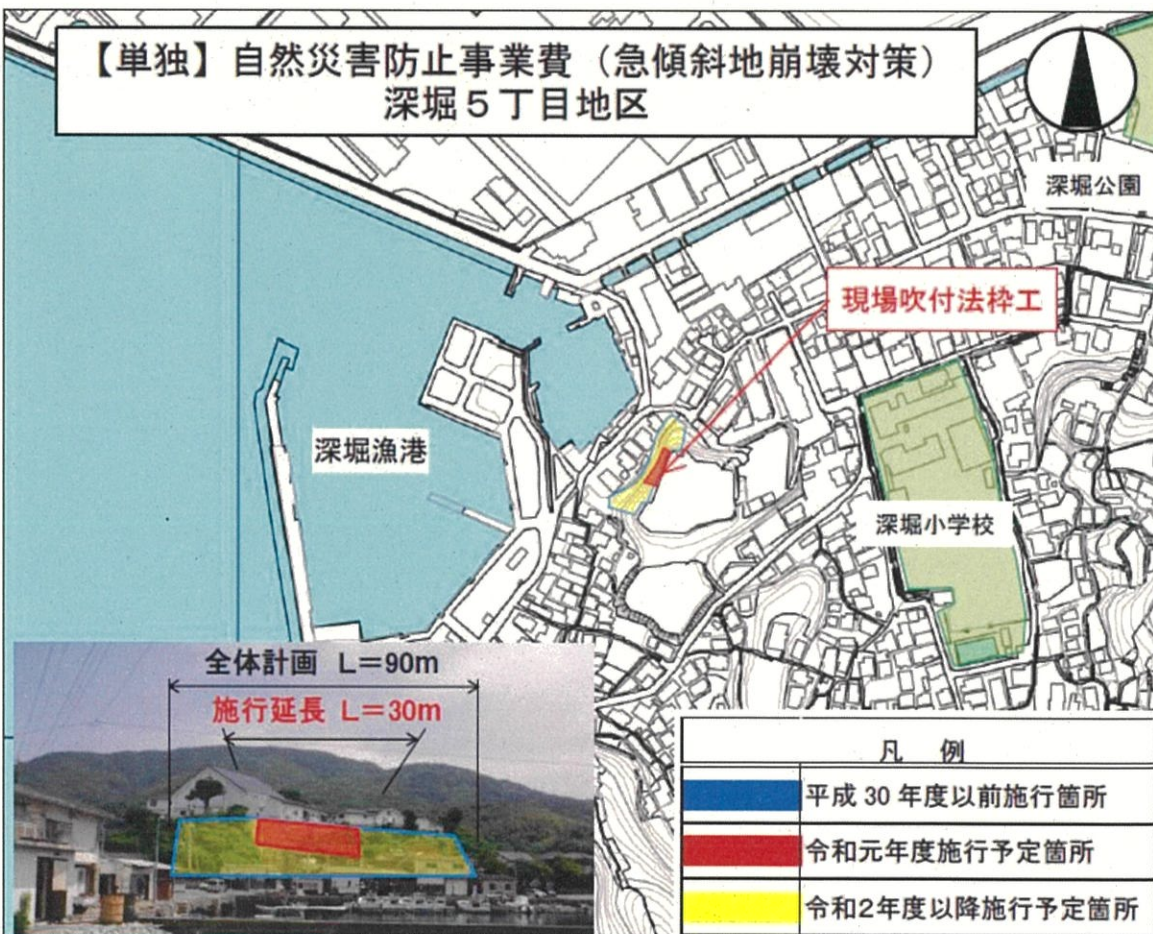 【単独】自然災害防止事業費（急傾斜地崩壊対策）
深堀５丁目地区
深堀公園
現場吹付法枠工
深堀漁港
深堀小学校
全体計画 L＝90m
施行延長 L＝30m
凡 例
平成 30 年度以前施行箇所
令和元年度施行予定箇所
令和2年度以降施行予定箇所